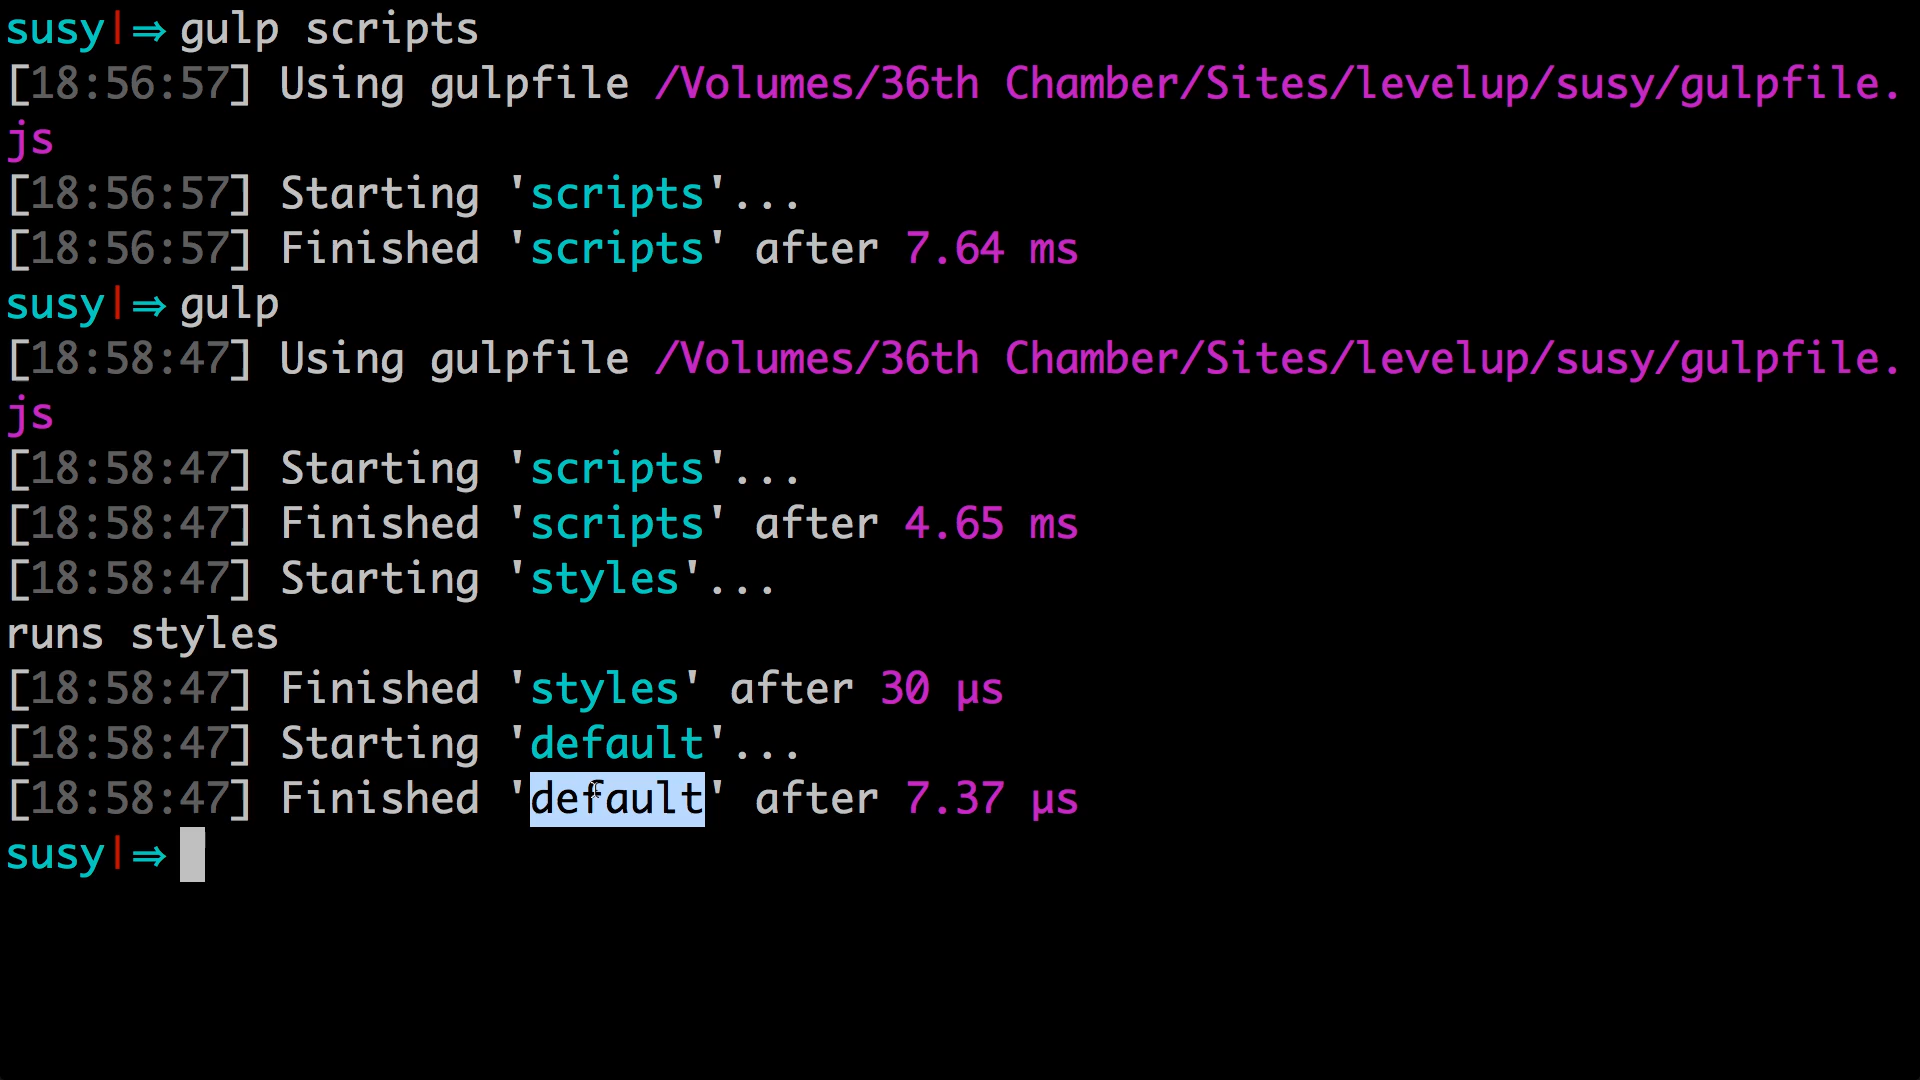 susy|⇒ gulp scripts
[18:56:57] Using gulpfile /Volumes/36th Chamber/Sites/levelup/susy/gulpfile.
js
[18:56:57] Starting 'scripts'...
[18:56:57] Finished 'scripts' after 7.64 ms
susy|⇒ gulp
[18:58:47] Using gulpfile /Volumes/36th Chamber/Sites/levelup/susy/gulpfile.
js
[18:58:47] Starting 'scripts'...
[18:58:47] Finished 'scripts' after 4.65 ms
[18:58:47] Starting 'styles'...
runs styles
[18:58:47] Finished 'styles' after 30 μs
[18:58:47] Starting 'default'...
[18:58:47] Finished 'default' after 7.37 μs
susy|⇒